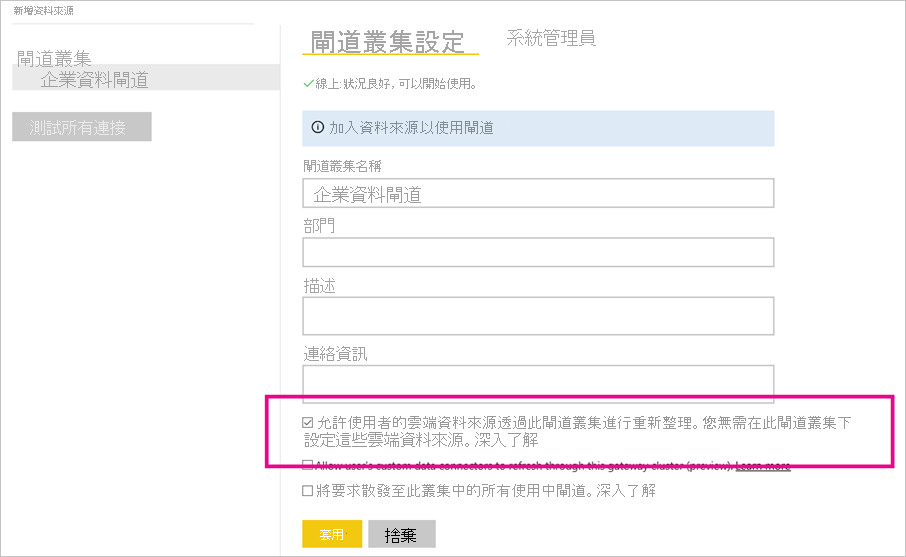 新增資料來源
閘道叢集
企業資料閘道
測試所有連接
閘道叢集設定
系統管理員
線上:狀況良好,可以開始使用。
加入資料來源以使用閘道
閘道叢集名稱
企業資料閘道
部門
描述
連絡資訊
允許使用者的雲端資料來源透過此閘道叢集進行重新整理。您無需在此閘道叢集下
設定這些雲端資料來源。深入了解
Allow user's custom data connectors to refresh through this gateway cluster (preview). Learn more
將要求散發至此叢集中的所有使用中閘道。深入了解
套用
捨棄